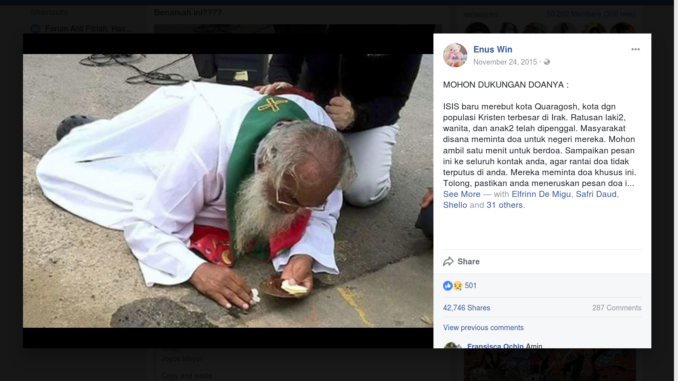 Benarkah ini????
Enus Win
November 24, 2015
MOHON DUKUNGAN DOANYA :
ISIS baru merebut kota Quaragosh, kota dgn
populasi Kristen terbesar di Irak. Ratusan laki2,
wanita, dan anak2 telah dipenggal. Masyarakat
disana meminta doa untuk negeri mereka. Mohon
ambil satu menit untuk berdoa. Sampaikan pesan
ini ke seluruh kontak anda, agar rantai doa tidak
terputus di anda. Mereka meminta doa khusus ini.
Tolong, pastikan anda meneruskan pesan doa i...
See More — with Elfrinn De Migu, Safri Daud,
Shello and 31 others.
Share
501
42,746 Shares
287 Comments
View previous comments
Fransisca Ochin Amin